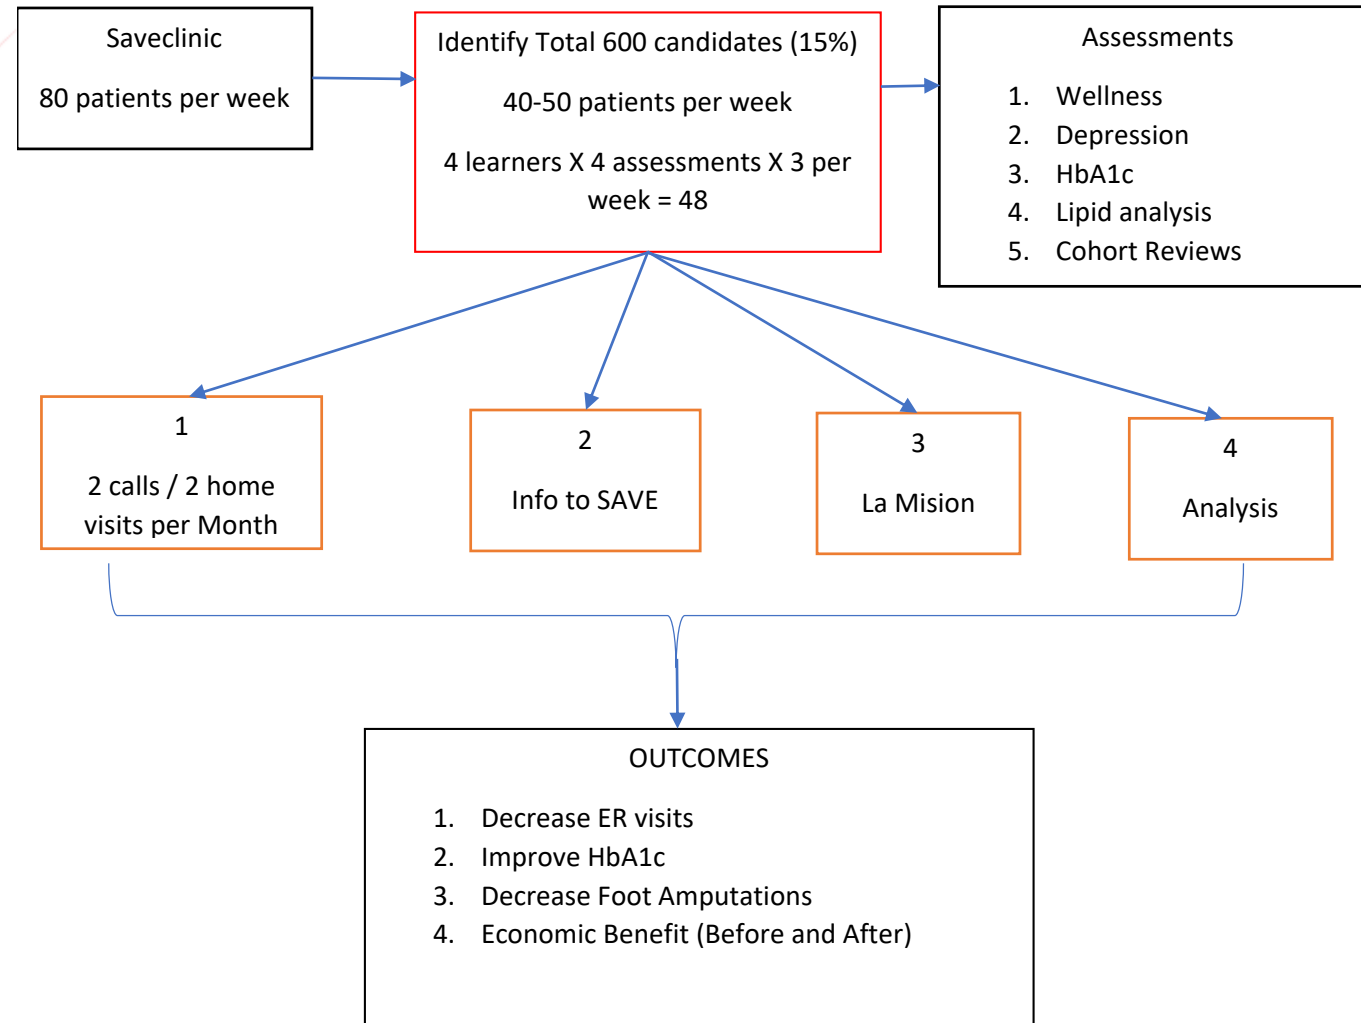 Saveclinic
80 patients per week
Identify Total 600 candidates (15%)
40-50 patients per week
4 learners X 4 assessments X 3 per
week = 48
Assessments
1. Wellness
2. Depression
3. HbA1c
4. Lipid analysis
5. Cohort Reviews
1
2 calls / 2 home
visits per Month
2
Info to SAVE
3
La Mision
4
Analysis
OUTCOMES
1. Decrease ER visits
2. Improve HbA1c
3. Decrease Foot Amputations
4. Economic Benefit (Before and After)